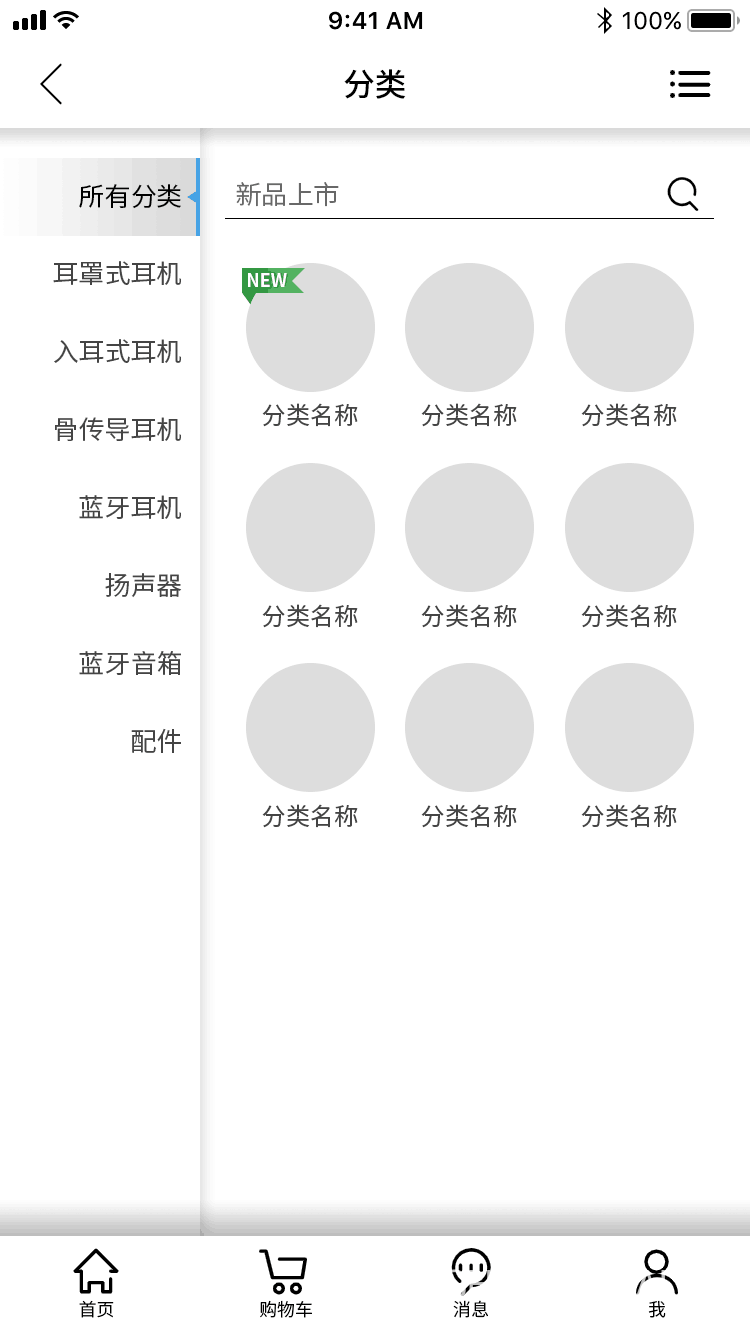 9:41 AM 100%
分类
所有分类
耳罩式耳机
入耳式耳机
骨传导耳机
蓝牙耳机
扬声器
蓝牙音箱
配件
新品上市
NEW
分类名称 分类名称 分类名称
分类名称 分类名称 分类名称
分类名称 分类名称 分类名称
首页 购物车 消息 我